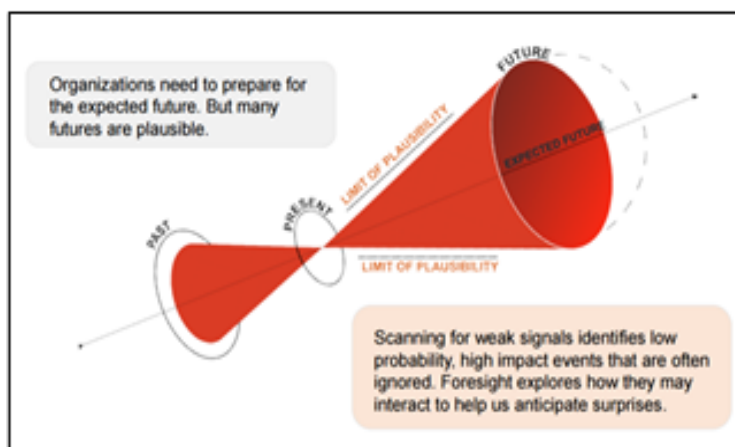 Organizations need to prepare for
the expected future. But many
futures are plausible.
FUTURE
LIMIT OF PLAUSIBILITY
EXPECTED FUTURE
PRESENT
PAST
LIMIT OF PLAUSIBILITY
Scanning for weak signals identifies low
probability, high impact events that are often
ignored. Foresight explores how they may
interact to help us anticipate surprises.